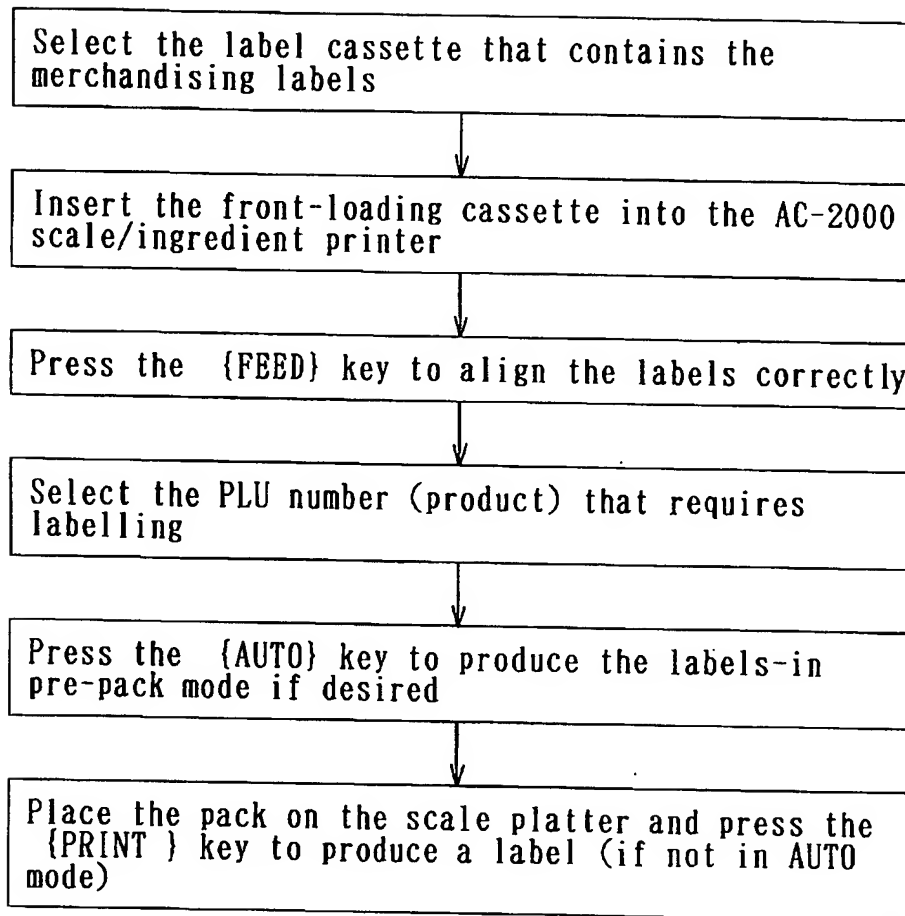 Select the label cassette that contains the
merchandising labels
Insert the front-loading cassette into the AC-2000
scale/ingredient printer
Press the {FEED} key to align the labels correctly
Select the PLU number (product) that requires
labelling
Press the {AUTO} key to produce the labels-in
pre-pack mode if desired
Place the pack on the scale platter and press the
{PRINT } key to produce a label (if not in AUTO
mode)